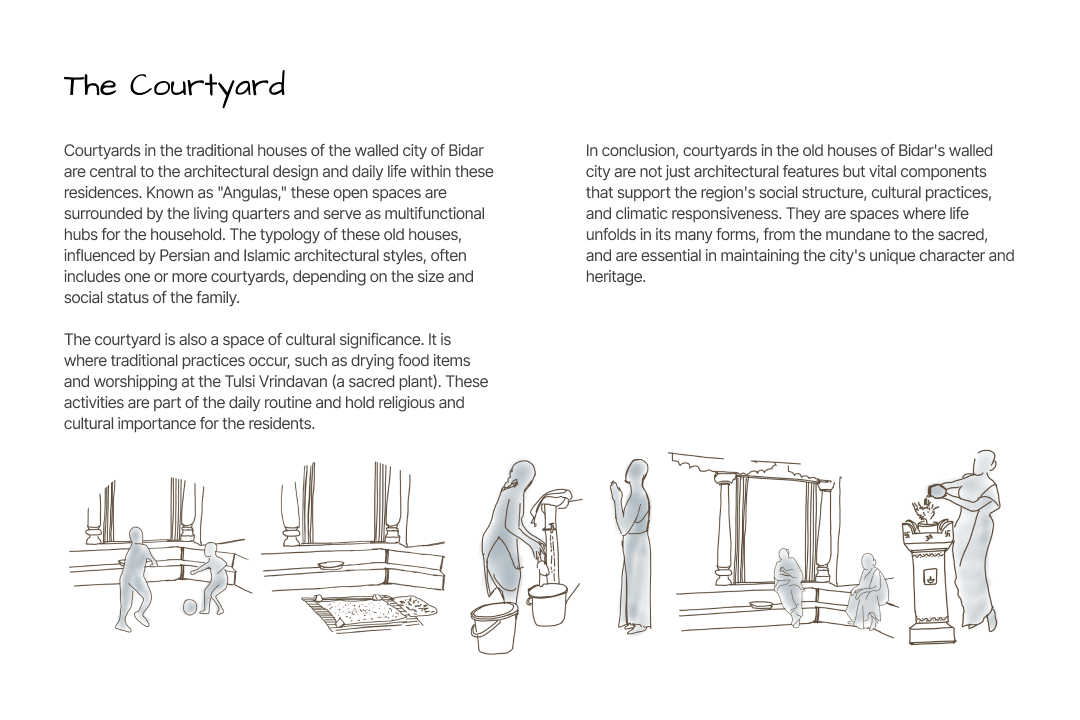 The Courtyard
Courtyards in the traditional houses of the walled city of Bidar
are central to the architectural design and daily life within these
residences. Known as "Angulas," these open spaces are
surrounded by the living quarters and serve as multifunctional
hubs for the household. The typology of these old houses,
influenced by Persian and Islamic architectural styles, often
includes one or more courtyards, depending on the size and
social status of the family.
The courtyard is also a space of cultural significance. It is
where traditional practices occur, such as drying food items
and worshipping at the Tulsi Vrindavan (a sacred plant). These
activities are part of the daily routine and hold religious and
cultural importance for the residents.
In conclusion, courtyards in the old houses of Bidar's walled
city are not just architectural features but vital components
that support the region's social structure, cultural practices,
and climatic responsiveness. They are spaces where life
unfolds in its many forms, from the mundane to the sacred,
and are essential in maintaining the city's unique character and
heritage.
卐 ॐ 卐